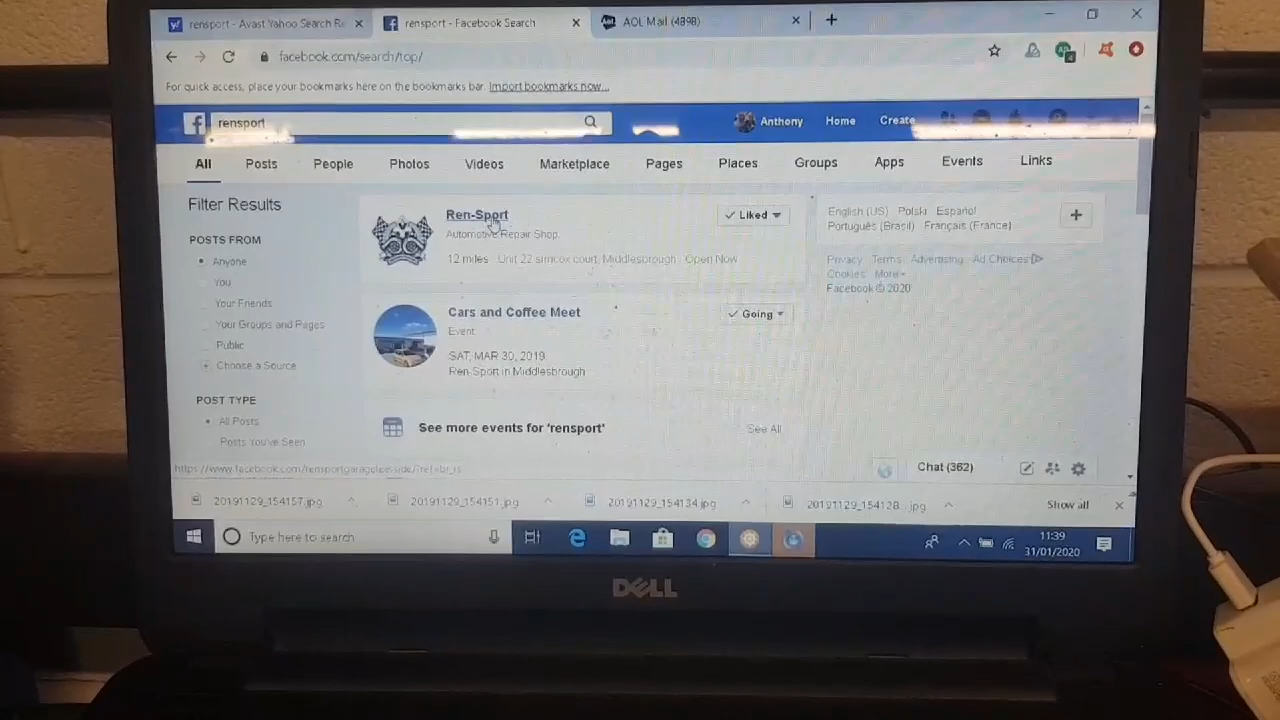 rensport - Avast Yahoo Search Re
rensport - Facebook Search
AOL Mail (4898)
facebook.com/search/top/
For quick access, place your bookmarks here on the bookmarks bar. Import bookmarks now...
rensport
Anthony
Home
Create
All
Posts
People
Photos
Videos
Marketplace
Pages
Places
Groups
Apps
Events
Links
Filter Results
POSTS FROM
Anyone
You
Your Friends
Your Groups and Pages
Public
Choose a Source
POST TYPE
All Posts
Posts You've Seen
Ren-Sport
Automotive Repair Shop
12 miles · Unit 22 simcox court, Middlesbrough · Open Now
Liked
Cars and Coffee Meet
Event
SAT, MAR 30, 2019
Ren-Sport in Middlesbrough
Going
See more events for 'rensport'
See All
English (US) · Polski · Español ·
Português (Brasil) · Français (France)
Privacy · Terms · Advertising · Ad Choices
Cookies · More
Facebook © 2020
Chat (362)
20191129_154157.jpg
20191129_154151.jpg
20191129_154134.jpg
20191129_154128....jpg
Show all
Type here to search
11:39
31/01/2020
DELL